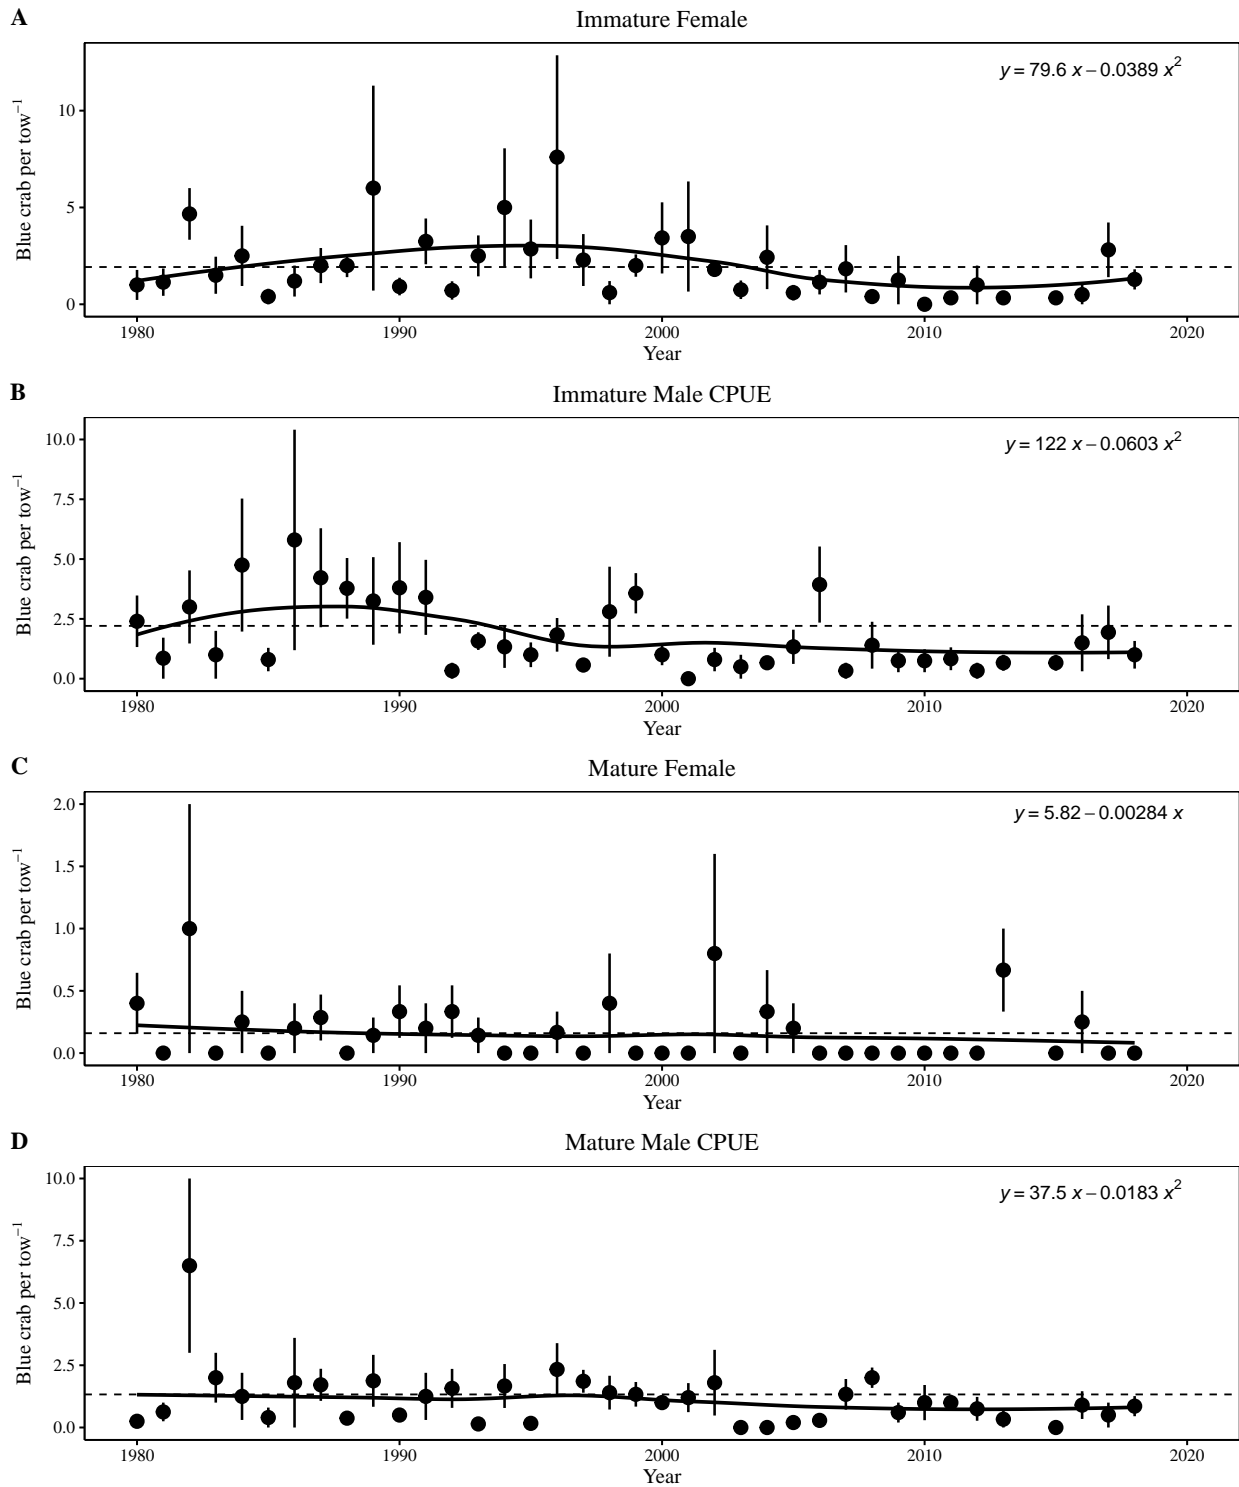 A
Immature Female
y = 79.6 x – 0.0389 x²
Blue crab per tow⁻¹
10
5
0
1980 1990 2000 2010 2020
Year
B
Immature Male CPUE
y = 122 x – 0.0603 x²
Blue crab per tow⁻¹
10.0
7.5
5.0
2.5
0.0
1980 1990 2000 2010 2020
Year
C
Mature Female
y = 5.82 – 0.00284 x
Blue crab per tow⁻¹
2.0
1.5
1.0
0.5
0.0
1980 1990 2000 2010 2020
Year
D
Mature Male CPUE
y = 37.5 x – 0.0183 x²
Blue crab per tow⁻¹
10.0
7.5
5.0
2.5
0.0
1980 1990 2000 2010 2020
Year